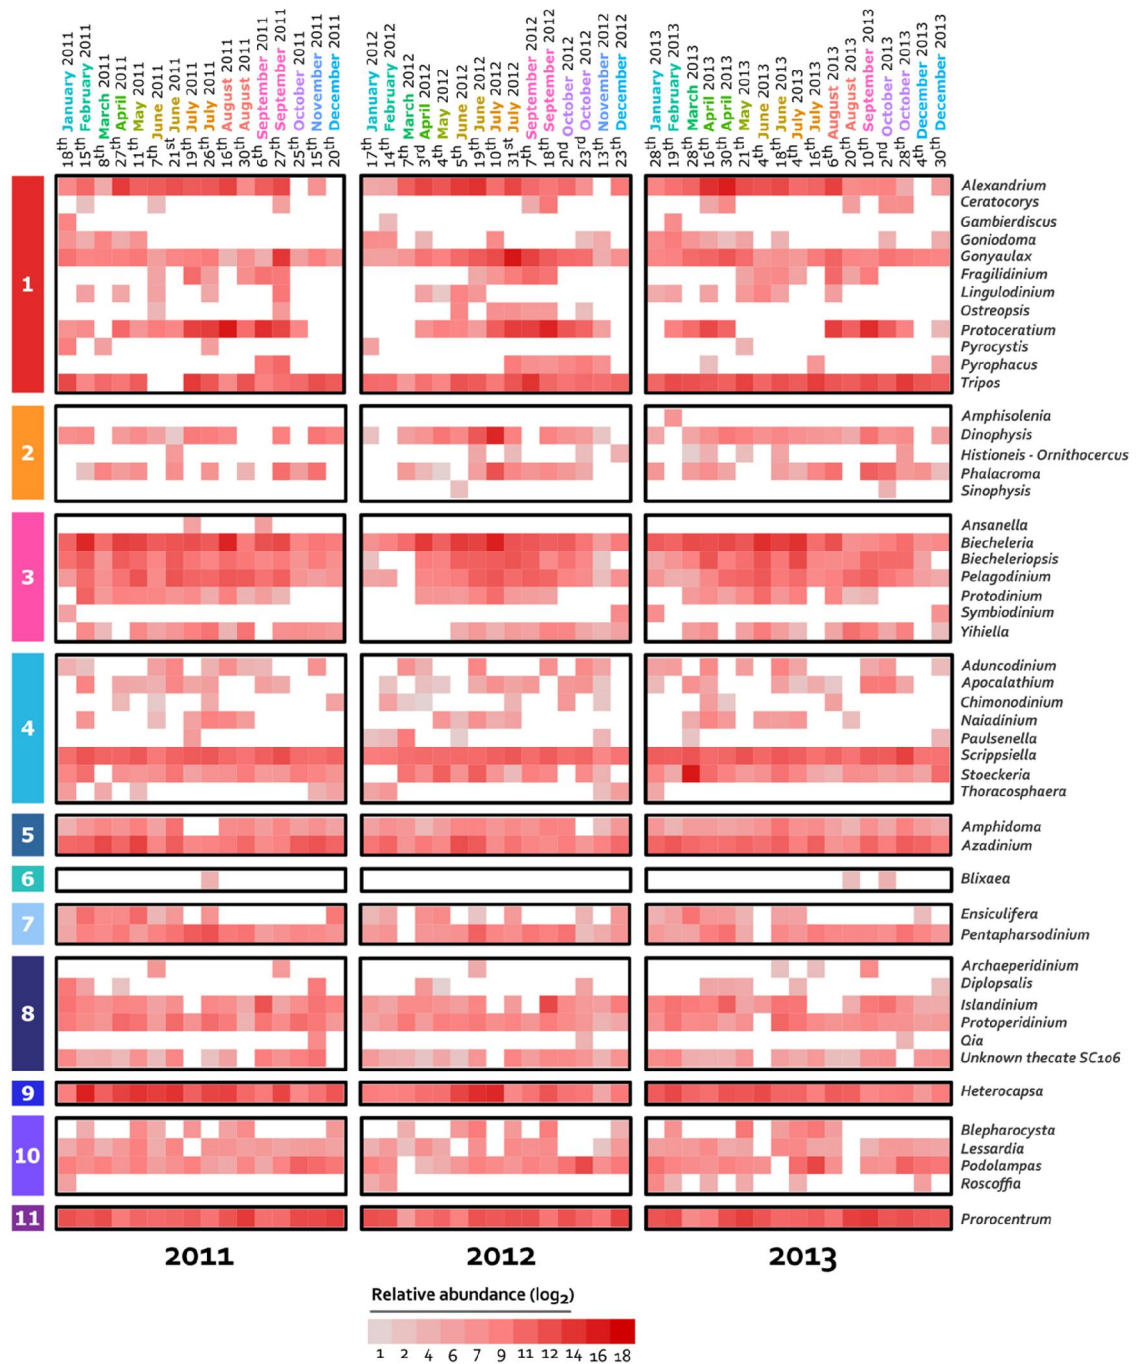 18th January 2011
15th February 2011
8th March 2011
27th April 2011
11th May 2011
7th June 2011
21st June 2011
19th July 2011
26th July 2011
16th August 2011
30th August 2011
6th September 2011
27th September 2011
25th October 2011
15th November 2011
20th December 2011
17th January 2012
14th February 2012
7th March 2012
3rd April 2012
4th May 2012
5th June 2012
19th June 2012
10th July 2012
31st July 2012
7th September 2012
18th September 2012
2nd October 2012
23rd October 2012
13th November 2012
23th December 2012
28th January 2013
19th February 2013
28th March 2013
16th April 2013
30th April 2013
21st May 2013
4th June 2013
18th June 2013
4th July 13
16th July 2013
6th August 2013
20th August 2013
10th September 2013
2nd October 2013
28th October 2013
4th December 2013
30th December 2013
1
Alexandrium
Ceratocorys
Gambierdiscus
Goniodoma
Gonyaulax
Fragilidinium
Lingulodinium
Ostreopsis
Protoceratium
Pyrocystis
Pyrophacus
Tripos
2
Amphisolenia
Dinophysis
Histioneis - Ornithocercus
Phalacroma
Sinophysis
3
Ansanella
Biecheleria
Biecheleriopsis
Pelagodinium
Protodinium
Symbiodinium
Yihiella
4
Aduncodinium
Apocalathium
Chimonodinium
Naiadinium
Paulsenella
Scrippsiella
Stoeckeria
Thoracosphaera
5
Amphidoma
Azadinium
6
Blixaea
7
Ensiculifera
Pentapharsodinium
8
Archaeperidinium
Diplopsalis
Islandinium
Protoperidinium
Qia
Unknown thecate SC106
9
Heterocapsa
10
Blepharocysta
Lessardia
Podolampas
Roscoffia
11
Prorocentrum
2011 2012 2013
Relative abundance (log2)
1 2 4 6 7 9 11 12 14 16 18